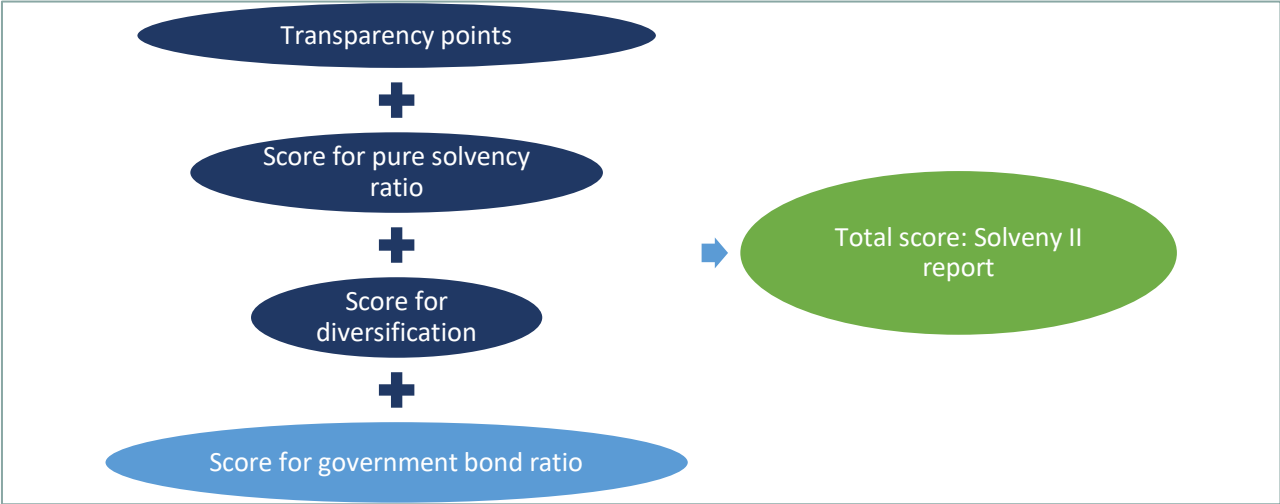 Transparency points
Score for pure solvency
ratio
Score for
diversification
Score for government bond ratio
Total score: Solveny II
report